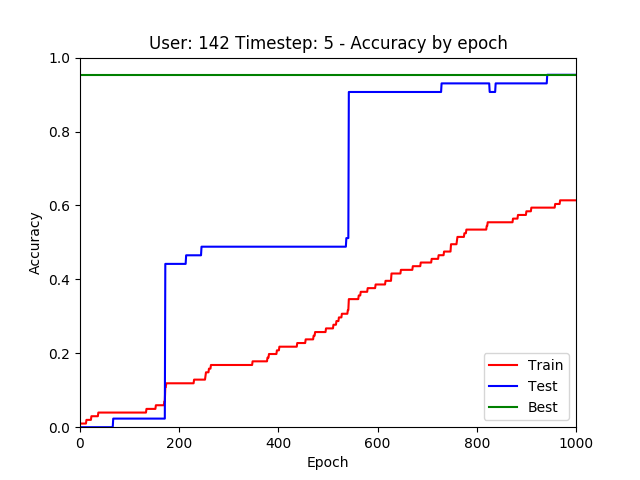 User: 142 Timestep: 5 - Accuracy by epoch
1.0
0.8
0.6
0.4
0.2
0.0
Accuracy
0 200 400 600 800 1000
Epoch
Train
Test
Best